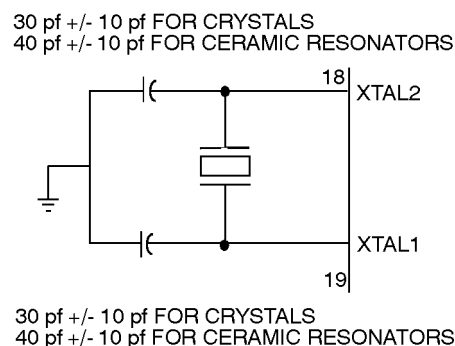 30 pf +/- 10 pf FOR CRYSTALS
40 pf +/- 10 pf FOR CERAMIC RESONATORS
18
XTAL2
XTAL1
19
30 pf +/- 10 pf FOR CRYSTALS
40 pf +/- 10 pf FOR CERAMIC RESONATORS